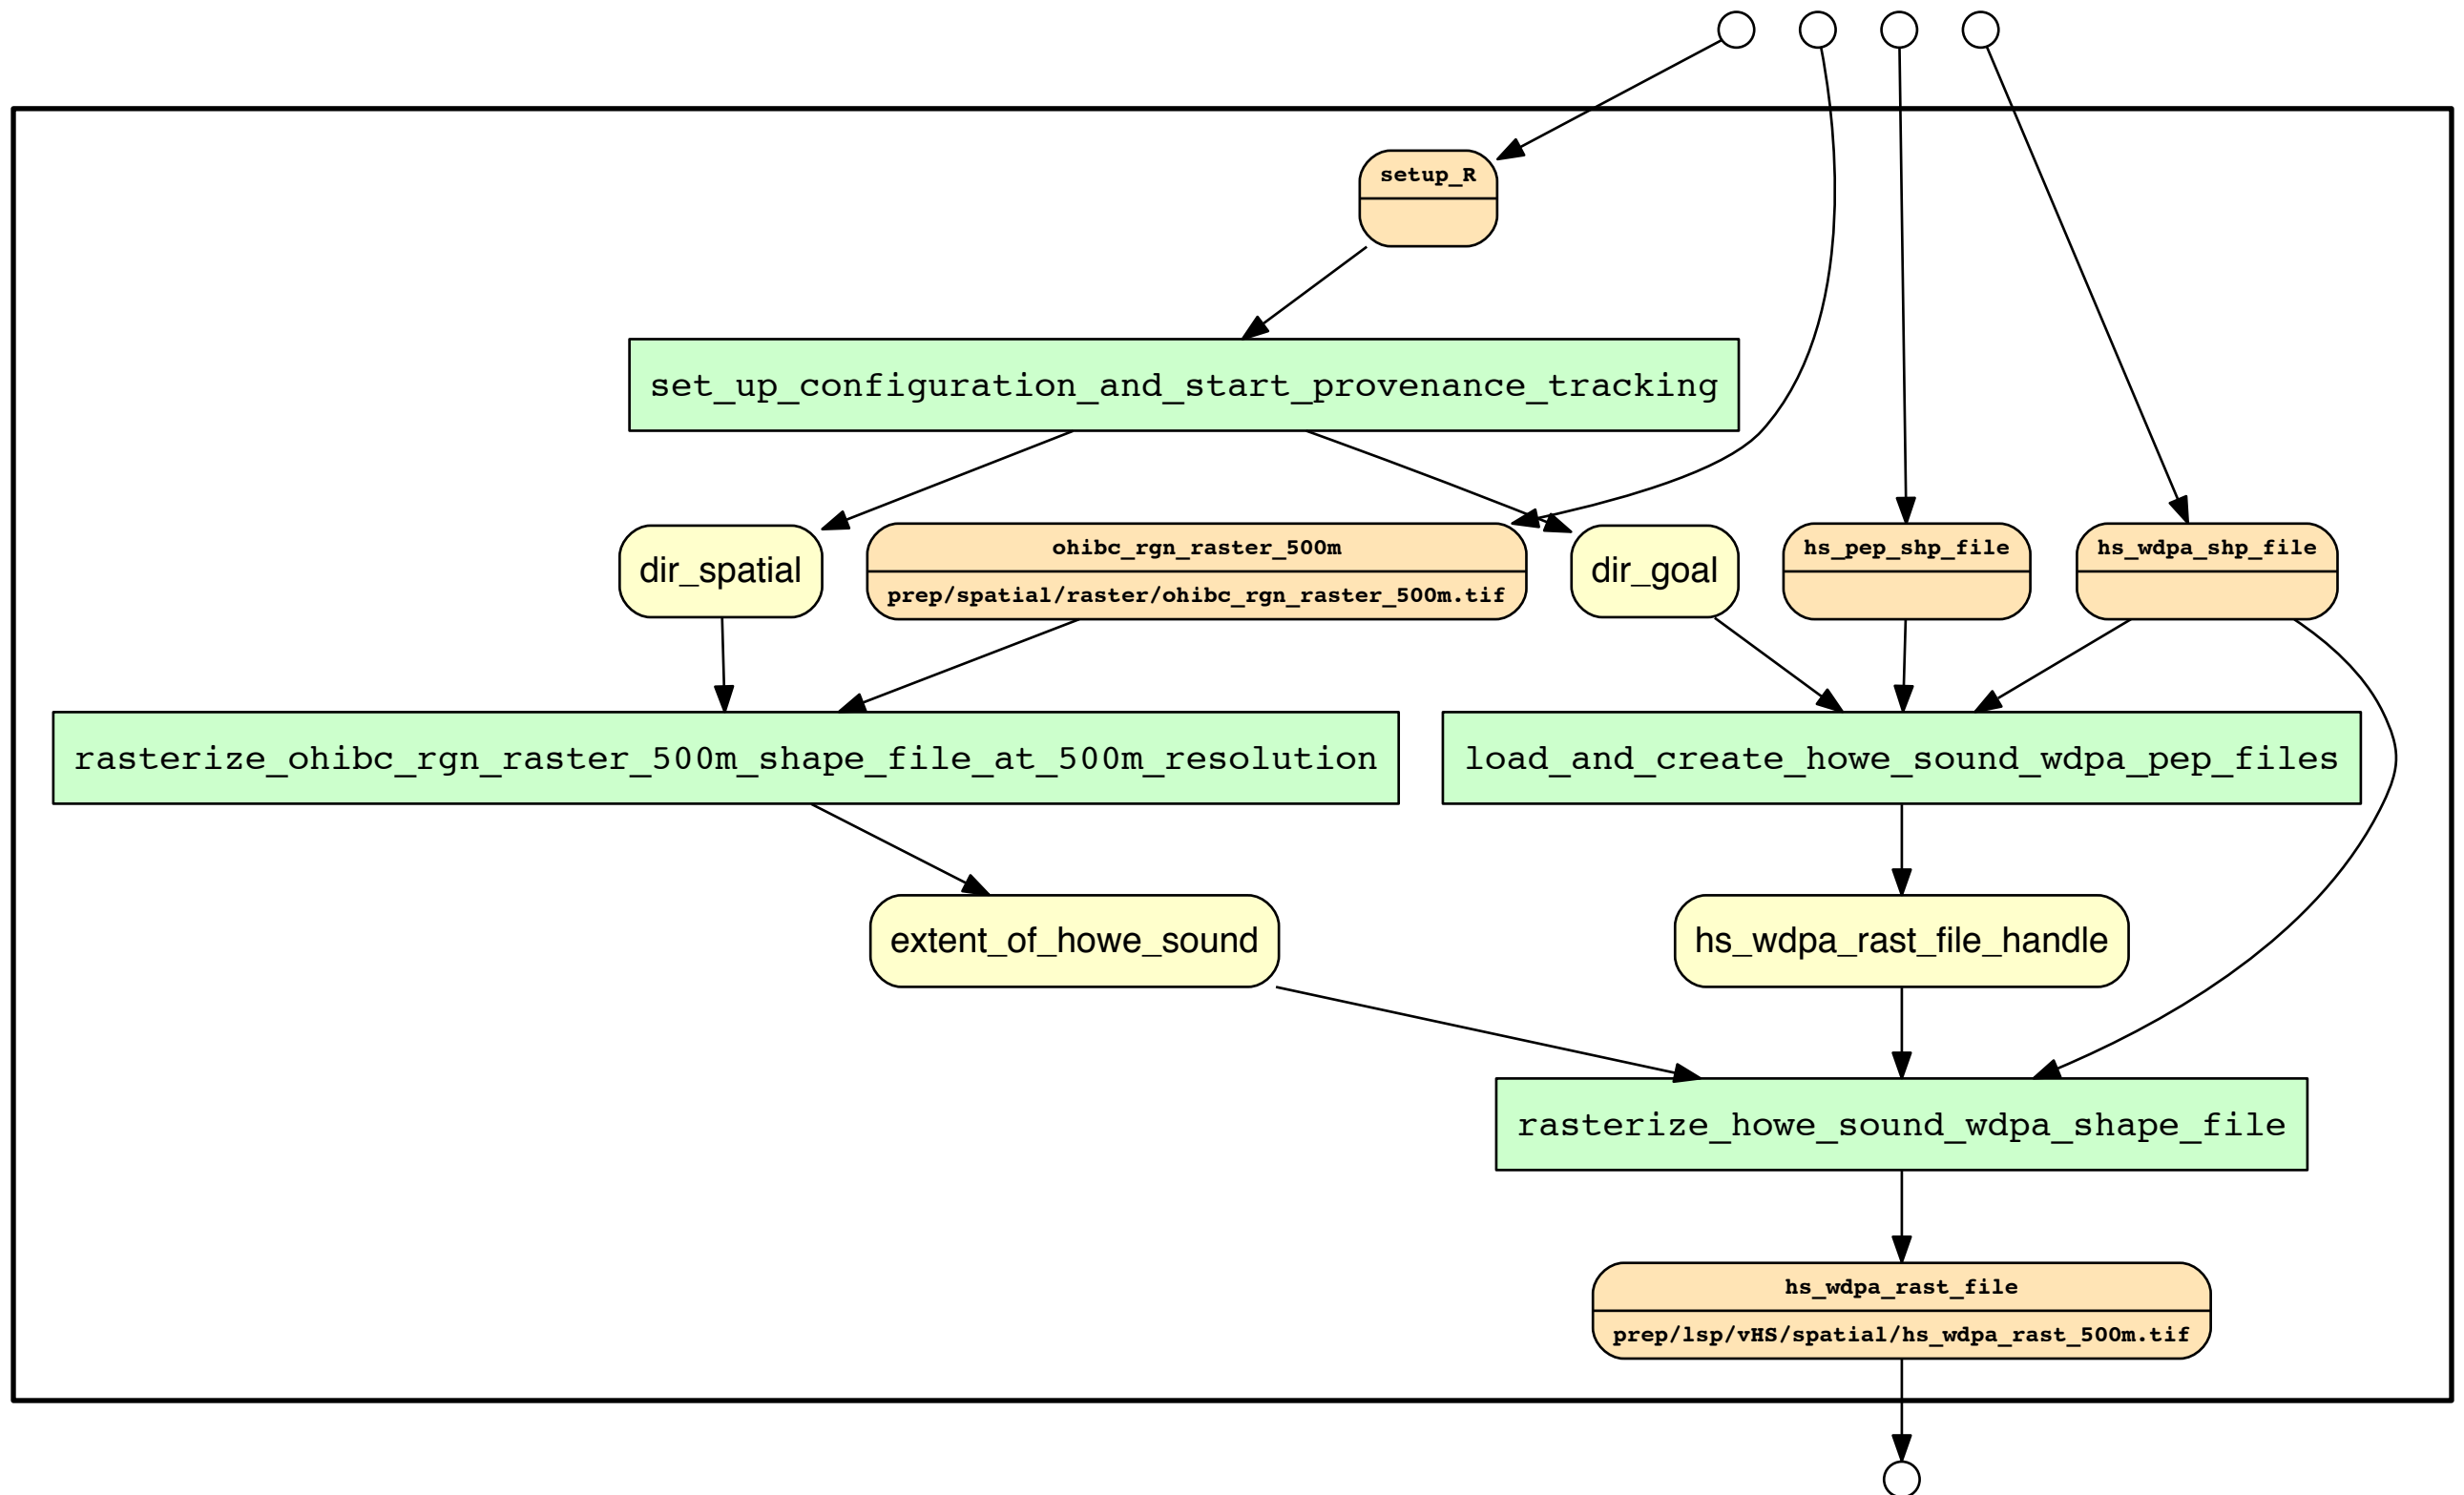 setup_R
set_up_configuration_and_start_provenance_tracking
dir_spatial
ohibc_rgn_raster_500m
prep/spatial/raster/ohibc_rgn_raster_500m.tif
dir_goal
hs_pep_shp_file
hs_wdpa_shp_file
rasterize_ohibc_rgn_raster_500m_shape_file_at_500m_resolution
load_and_create_howe_sound_wdpa_pep_files
extent_of_howe_sound
hs_wdpa_rast_file_handle
rasterize_howe_sound_wdpa_shape_file
hs_wdpa_rast_file
prep/lsp/vHS/spatial/hs_wdpa_rast_500m.tif